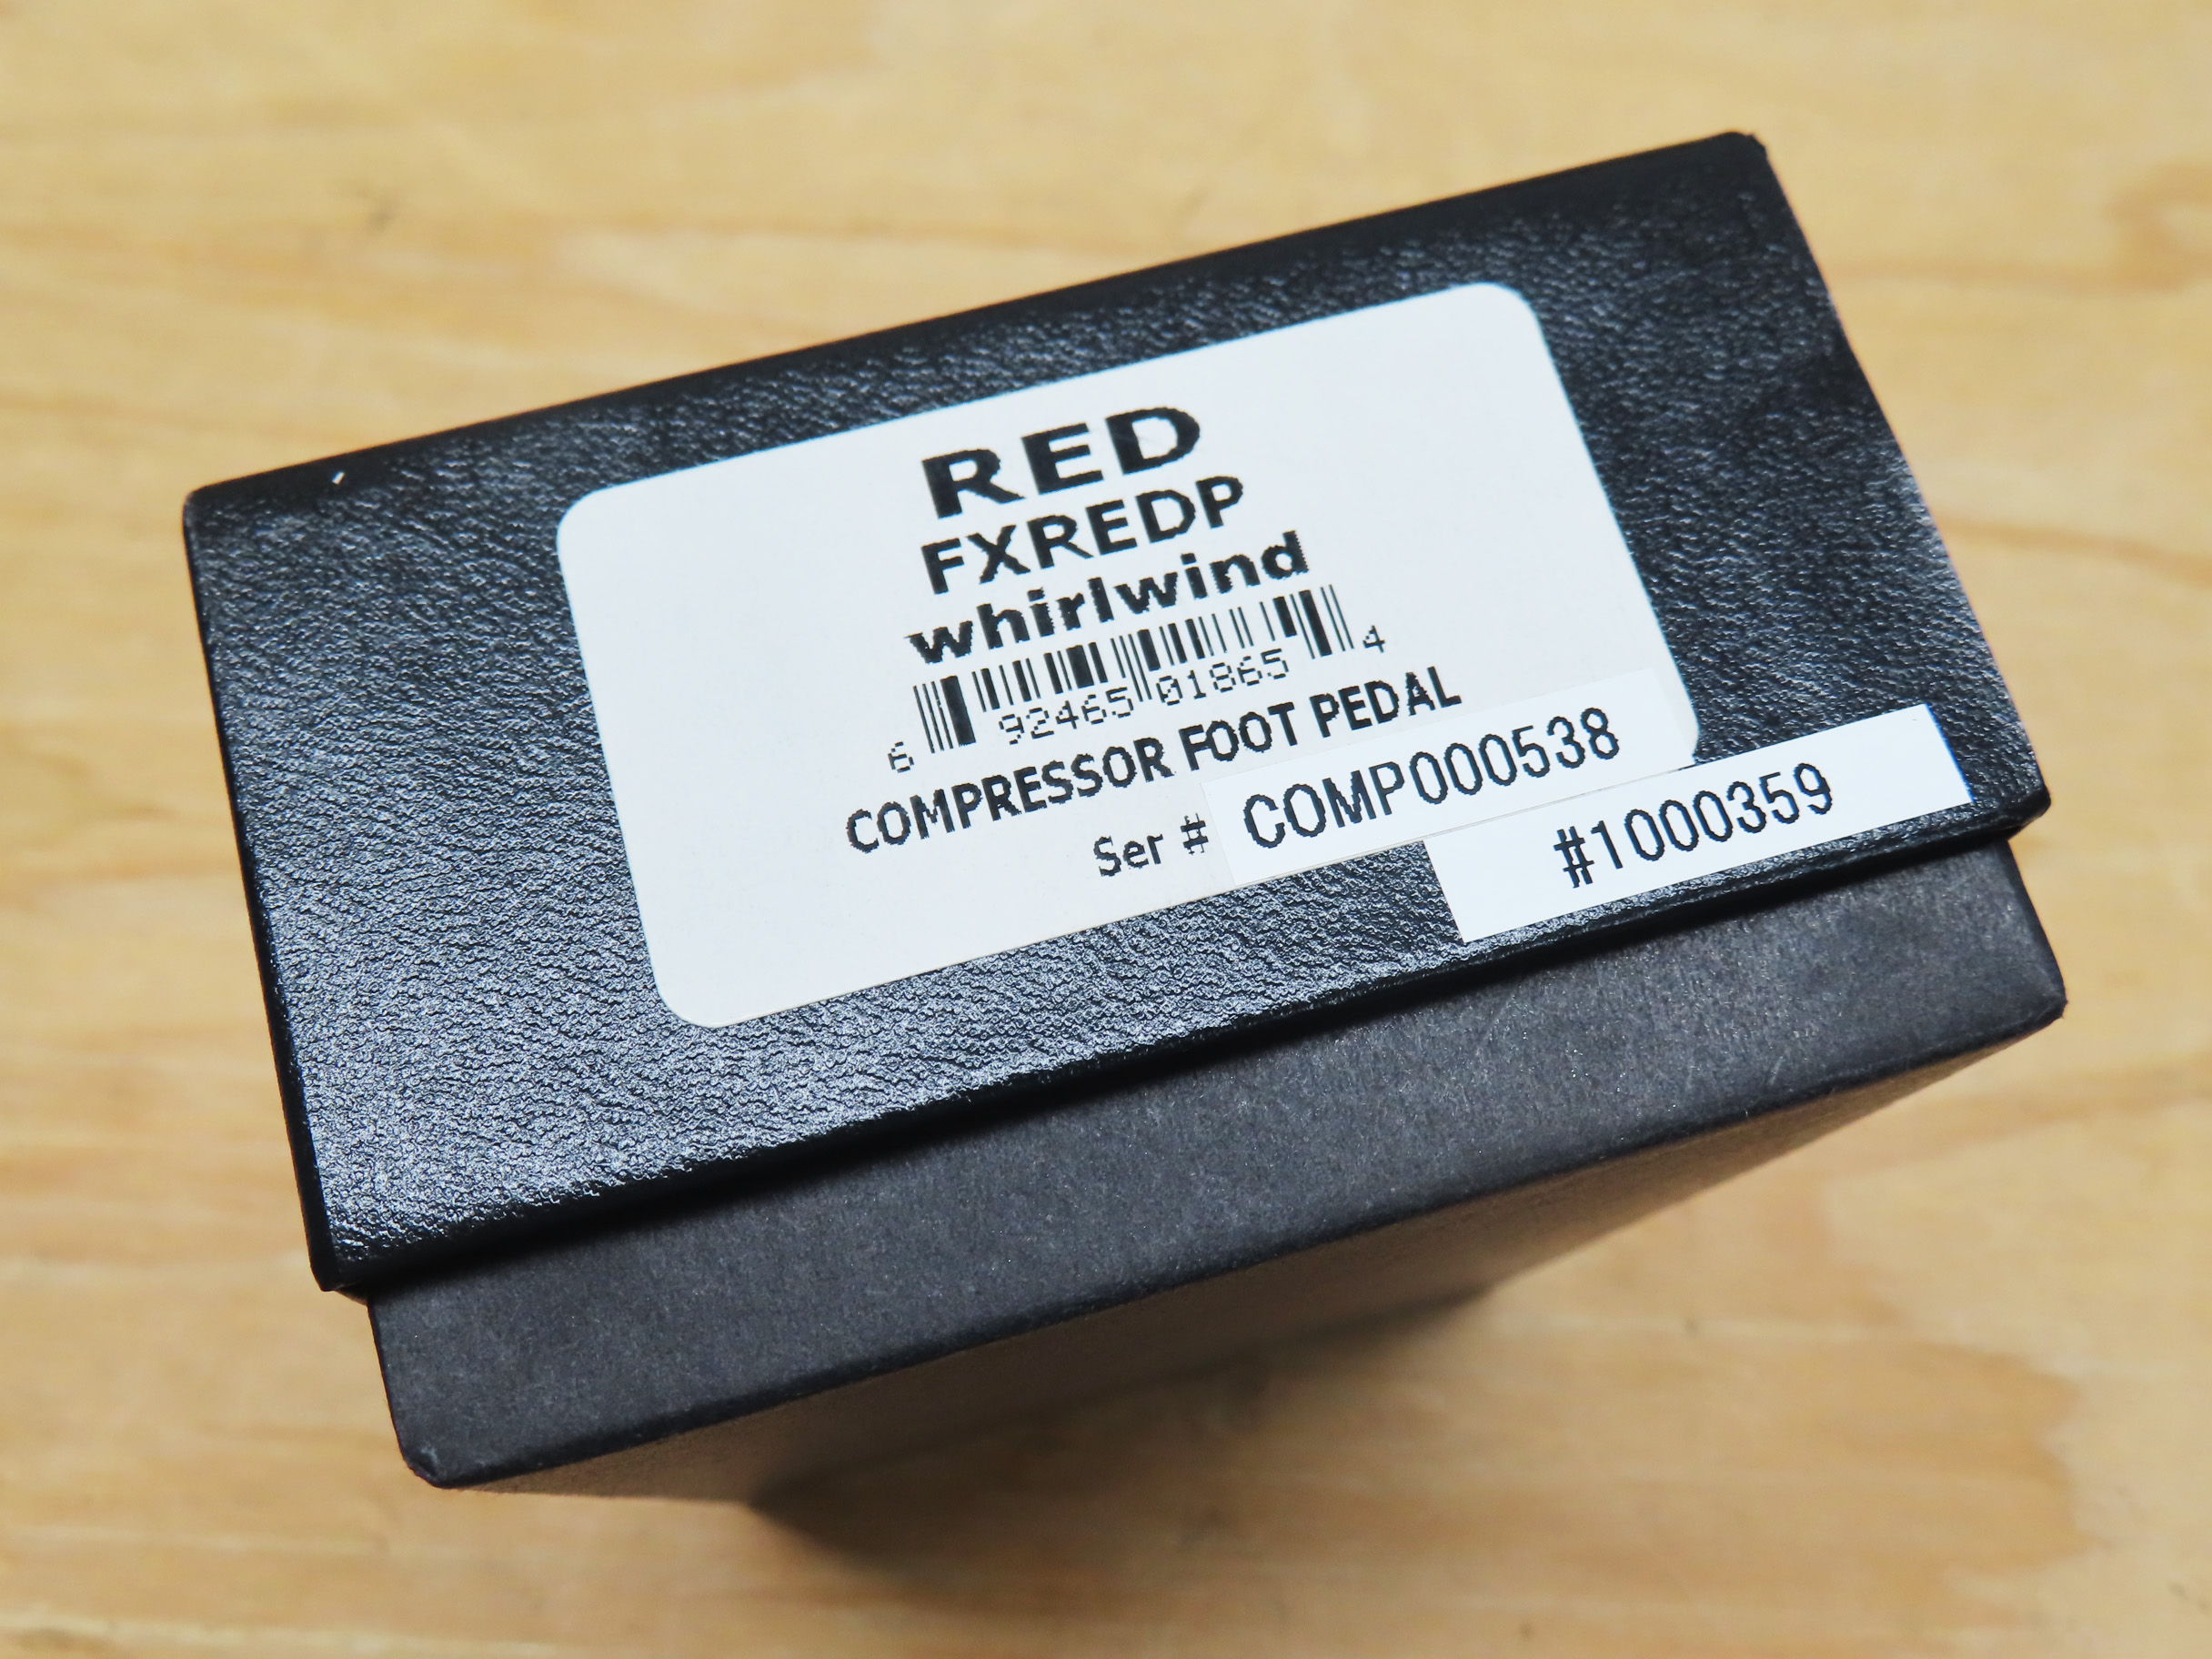 RED
FXREDP
whirlwind
6 92465 01865 4
COMPRESSOR FOOT PEDAL
Ser # COMP000538
#1000359